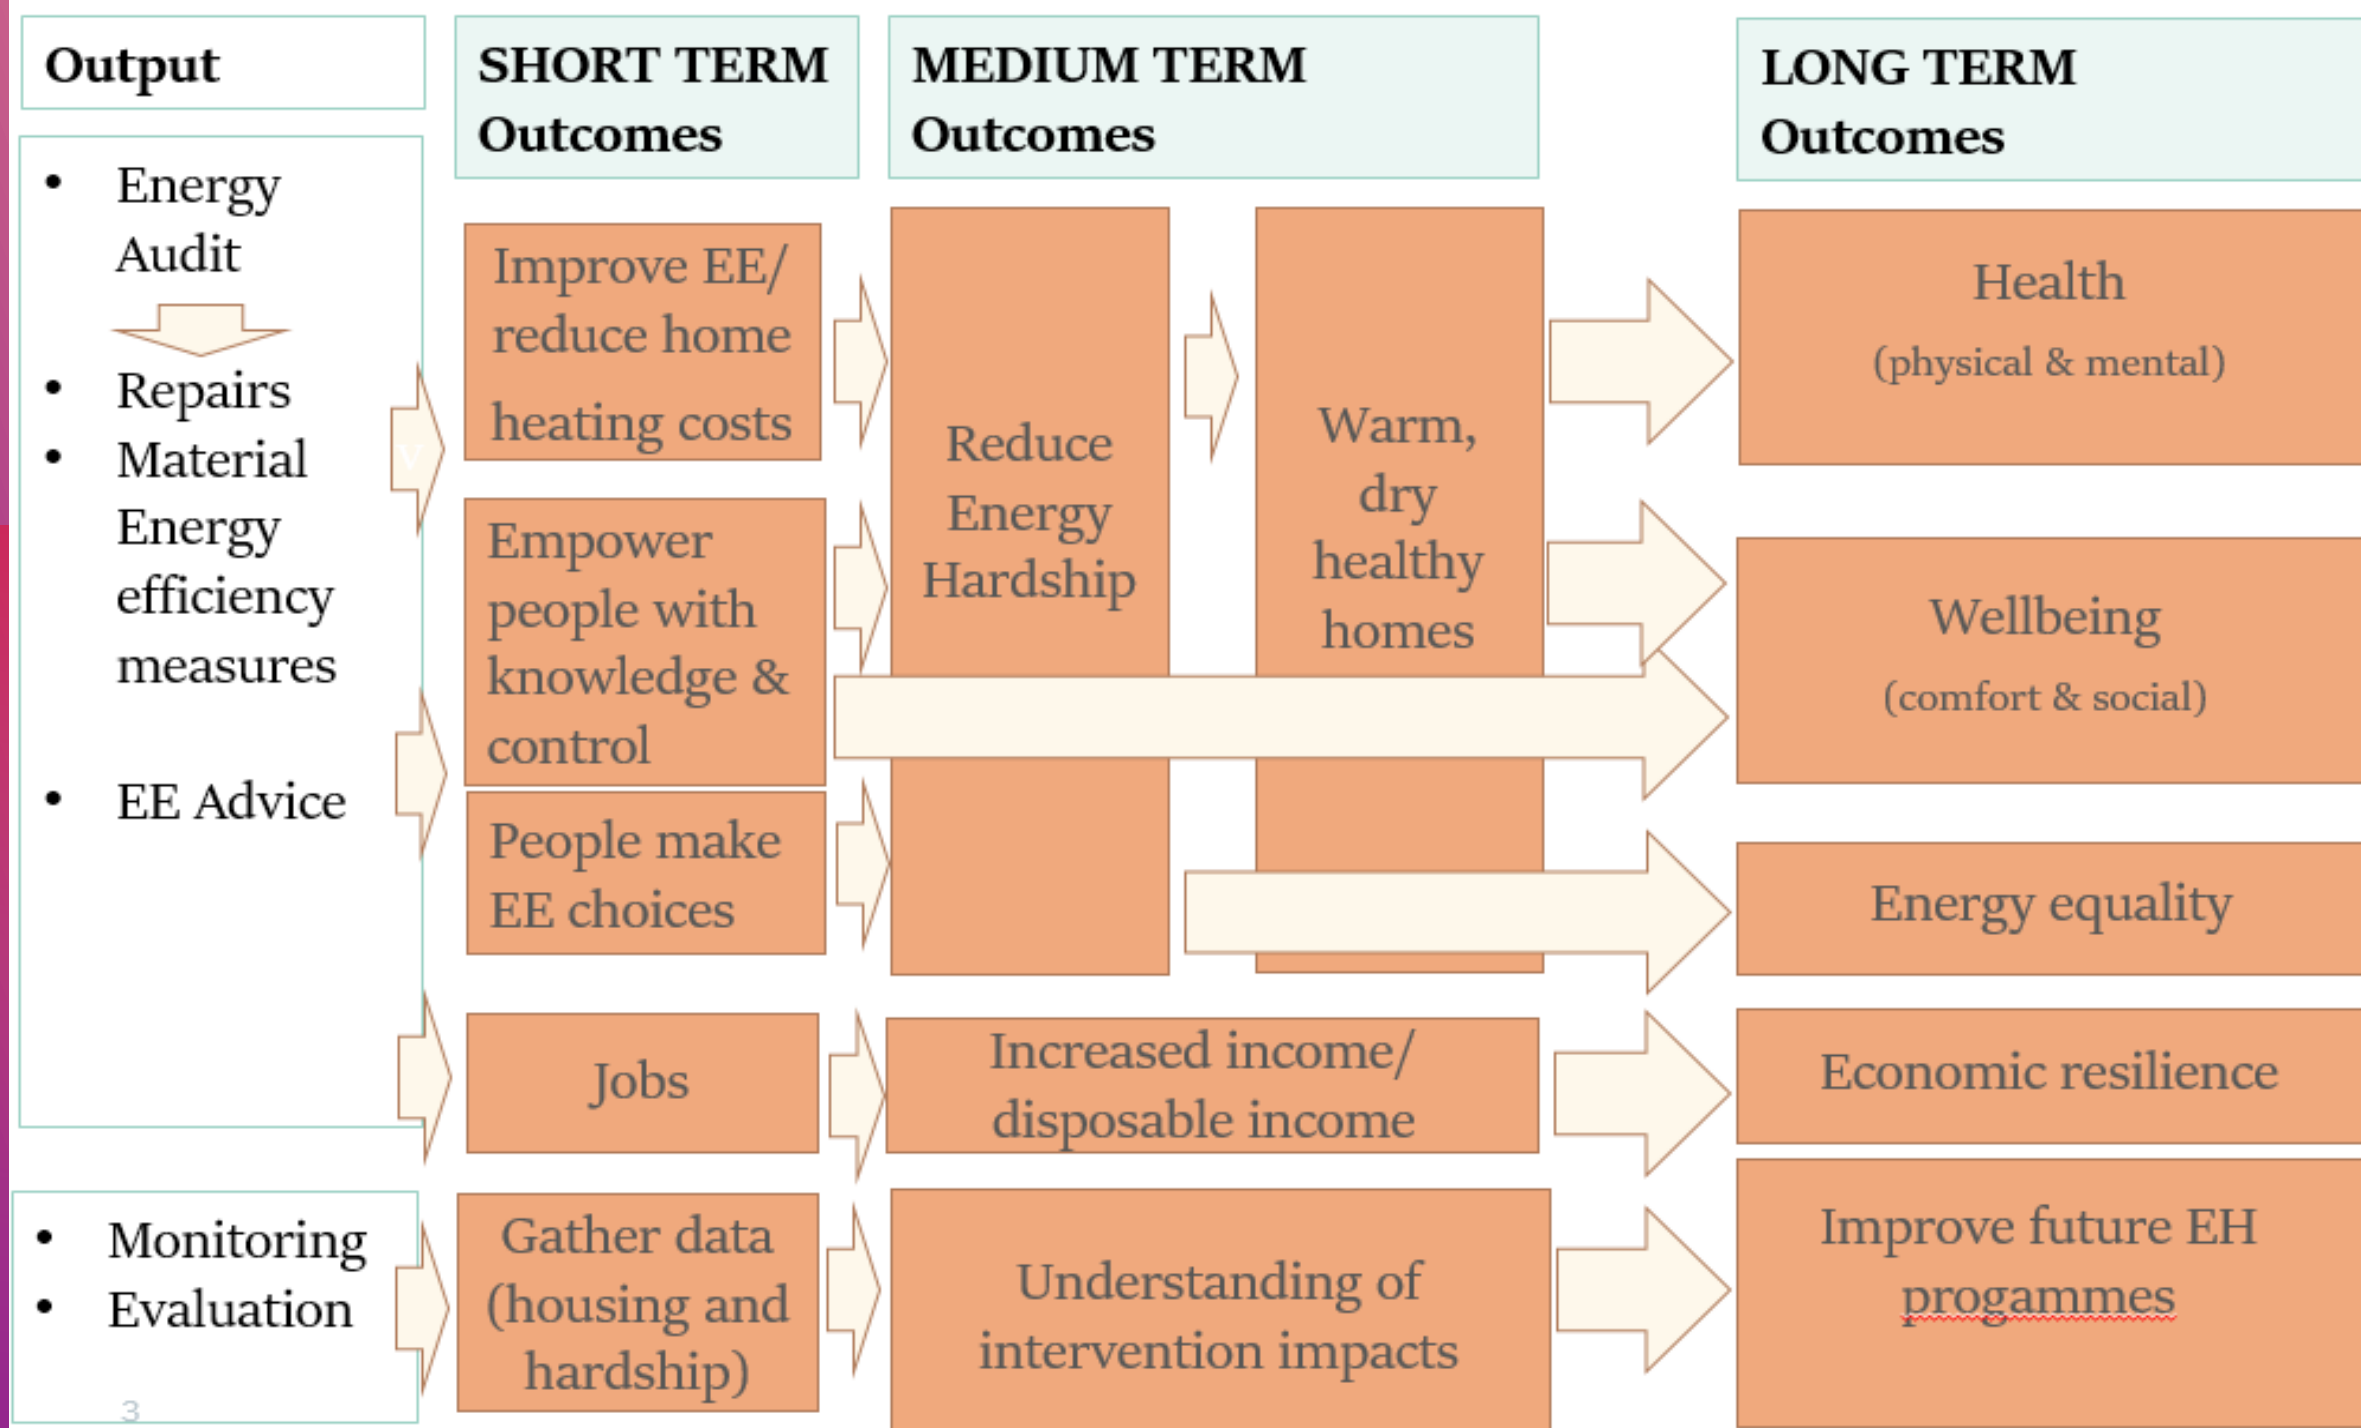 Output
• Energy
Audit
• Repairs
• Material
Energy
efficiency
measures
• EE Advice
• Monitoring
• Evaluation
3
v
SHORT TERM
Outcomes
Improve EE/
reduce home
heating costs
Empower
people with
knowledge &
control
People make
EE choices
Jobs
Gather data
(housing and
hardship)
MEDIUM TERM
Outcomes
Reduce
Energy
Hardship
Warm,
dry
healthy
homes
Increased income/
disposable income
Understanding of
intervention impacts
LONG TERM
Outcomes
Health
(physical & mental)
Wellbeing
(comfort & social)
Energy equality
Economic resilience
Improve future EH
progammes